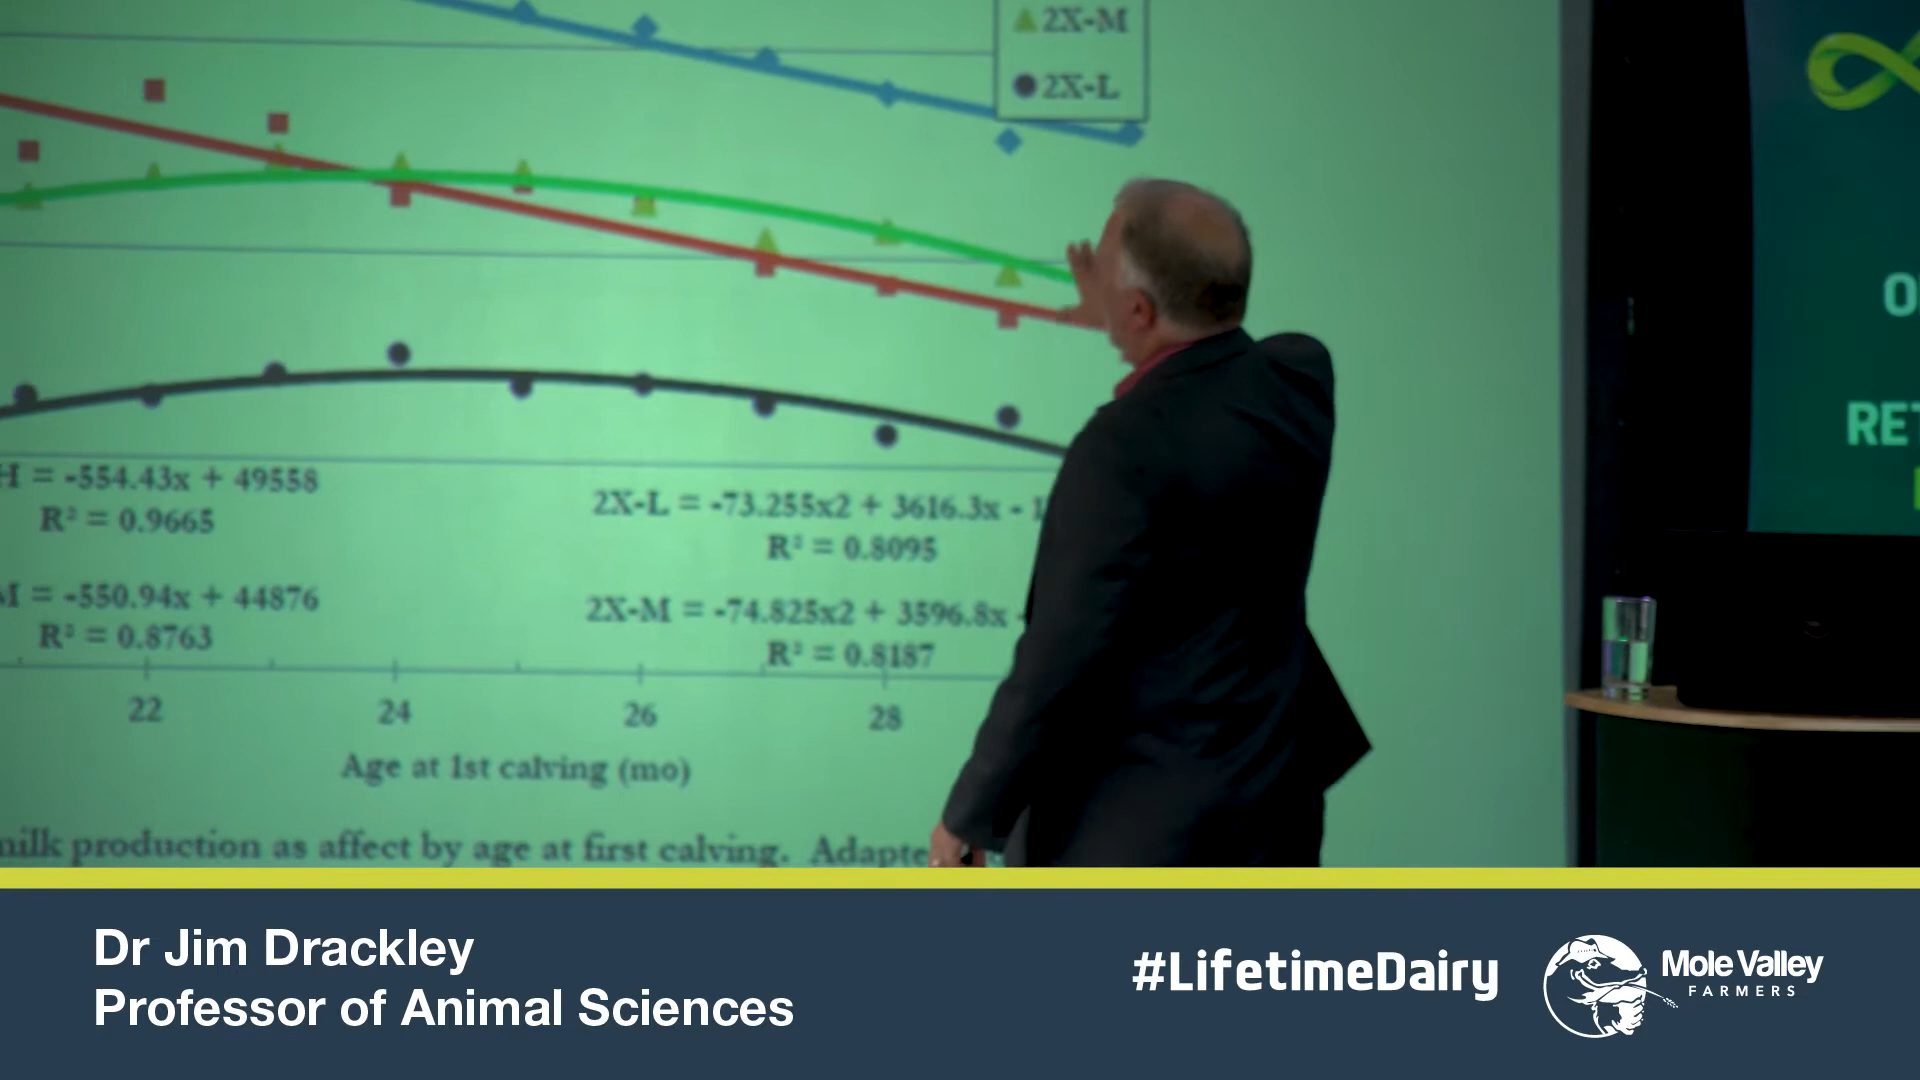 2X-M
2X-L
H = -554.43x + 49558
R² = 0.9665
2X-L = -73.255x2 + 3616.3x -
R² = 0.8095
= -550.94x + 44876
R² = 0.8763
2X-M = -74.825x2 + 3596.8x
R² = 0.8187
22
24
26
28
Age at 1st calving (mo)
milk production as affect by age at first calving. Adapte
O
RET
Dr Jim Drackley
Professor of Animal Sciences
#LifetimeDairy
Mole Valley
FARMERS